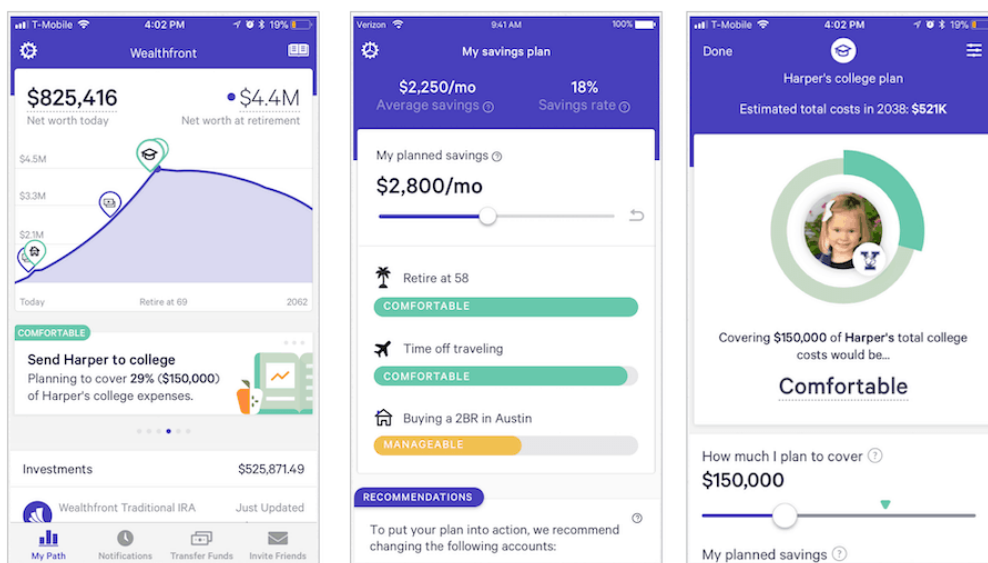 T-Mobile 4:02 PM 19%
Wealthfront
$825,416
Net worth today
$4.4M
Net worth at retirement
$4.5M
$3.3M
$2.1M
Today Retire at 69 2062
COMFORTABLE
Send Harper to college
Planning to cover 29% ($150,000)
of Harper's college expenses.
Investments $525,871.49
Wealthfront Traditional IRA Just Updated
My Path Notifications Transfer Funds Invite Friends
Verizon 9:41 AM 100%
My savings plan
$2,250/mo 18%
Average savings ? Savings rate ?
My planned savings ?
$2,800/mo
Retire at 58
COMFORTABLE
Time off traveling
COMFORTABLE
Buying a 2BR in Austin
MANAGEABLE
RECOMMENDATIONS
To put your plan into action, we recommend ?
changing the following accounts:
T-Mobile 4:02 PM 19%
Done
Harper's college plan
Estimated total costs in 2038: $521K
Y
Covering $150,000 of Harper's total college
costs would be...
Comfortable
How much I plan to cover ?
$150,000
My planned savings ?